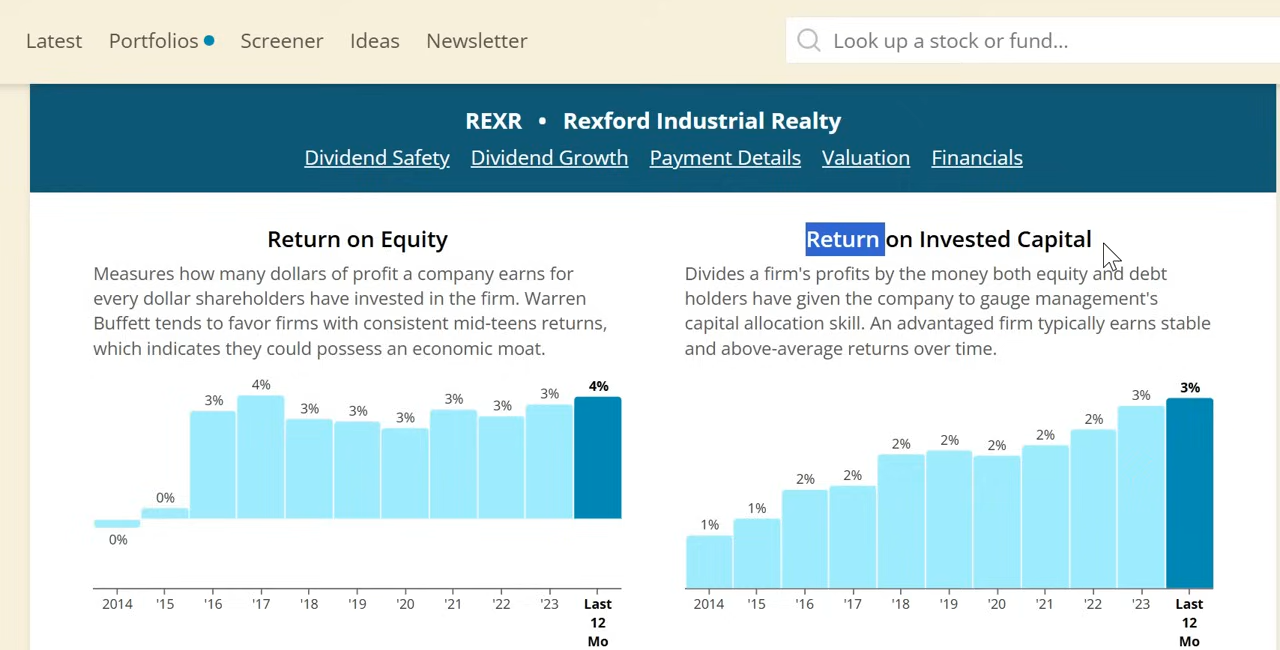 Latest Portfolios Screener Ideas Newsletter
Look up a stock or fund...
REXR • Rexford Industrial Realty
Dividend Safety Dividend Growth Payment Details Valuation Financials
Return on Equity
Measures how many dollars of profit a company earns for
every dollar shareholders have invested in the firm. Warren
Buffett tends to favor firms with consistent mid-teens returns,
which indicates they could possess an economic moat.
0% 0% 3% 4% 3% 3% 3% 3% 3% 3% 4%
2014 '15 '16 '17 '18 '19 '20 '21 '22 '23 Last
12
Mo
Return on Invested Capital
Divides a firm's profits by the money both equity and debt
holders have given the company to gauge management's
capital allocation skill. An advantaged firm typically earns stable
and above-average returns over time.
1% 1% 2% 2% 2% 2% 2% 2% 2% 3% 3%
2014 '15 '16 '17 '18 '19 '20 '21 '22 '23 Last
12
Mo